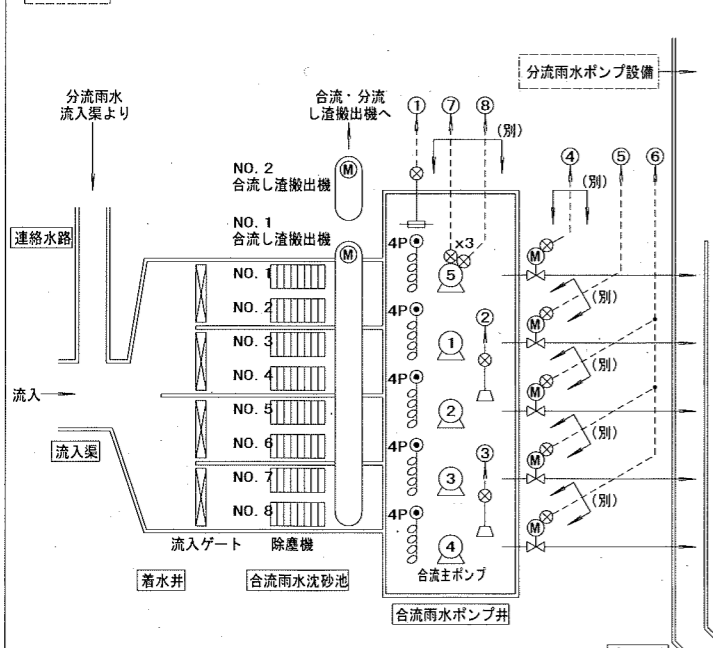 分流雨水ポンプ設備
分流雨水
流入渠より
合流・分流
し渣搬出機へ
①
⑦
⑧
(別)
④
(別)
⑤
⑥
NO. 2
合流し渣搬出機
M
NO. 1
合流し渣搬出機
M
連絡水路
4P
×3
⑤
M
NO. 1
NO. 2
(別)
4P
①
②
M
NO. 3
NO. 4
(別)
4P
②
M
流入
NO. 5
NO. 6
(別)
流入渠
4P
③
③
M
NO. 7
NO. 8
(別)
4P
④
M
流入ゲート
除塵機
合流主ポンプ
着水井
合流雨水沈砂池
合流雨水ポンプ井